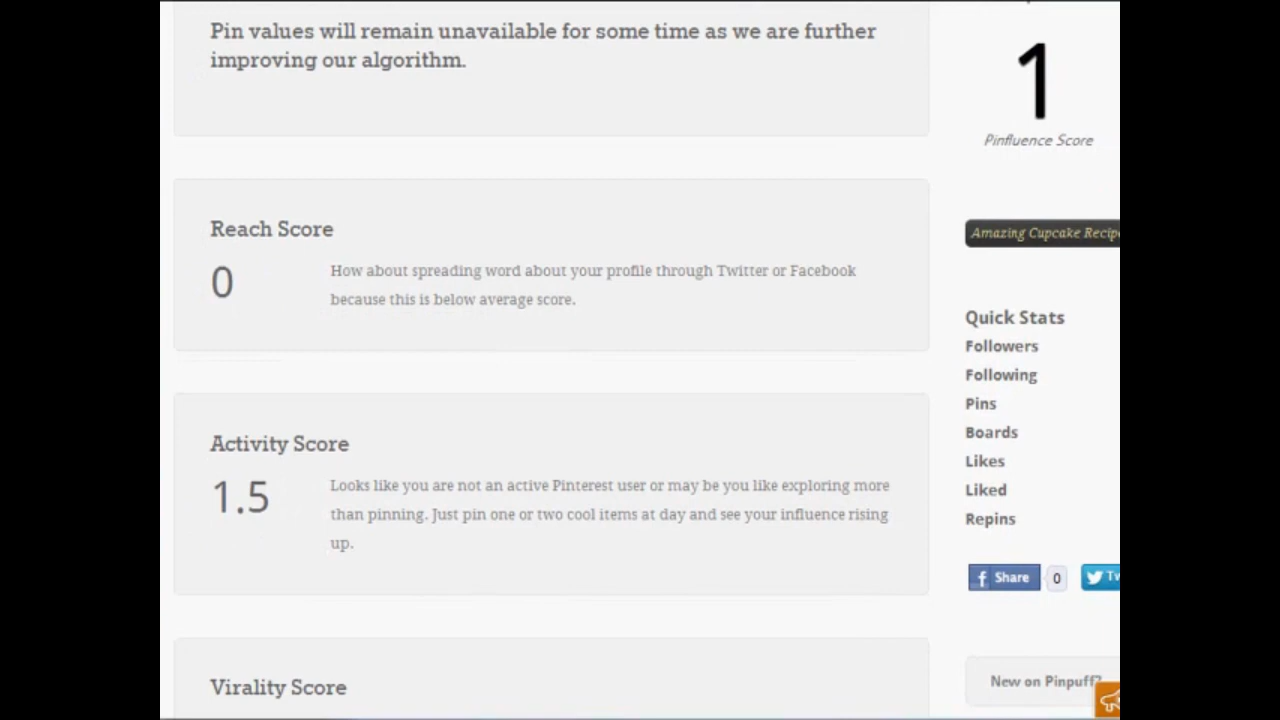 Pin values will remain unavailable for some time as we are further
improving our algorithm.
1
Pinfluence Score
Reach Score
0
How about spreading word about your profile through Twitter or Facebook
because this is below average score.
Amazing Cupcake
Quick Stats
Followers
Following
Pins
Boards
Likes
Liked
Repins
Activity Score
1.5
Looks like you are not an active Pinterest user or may be you like exploring more
than pinning. Just pin one or two cool items at day and see your influence rising
up.
Share
0
Virality Score
New on Pinpuff?